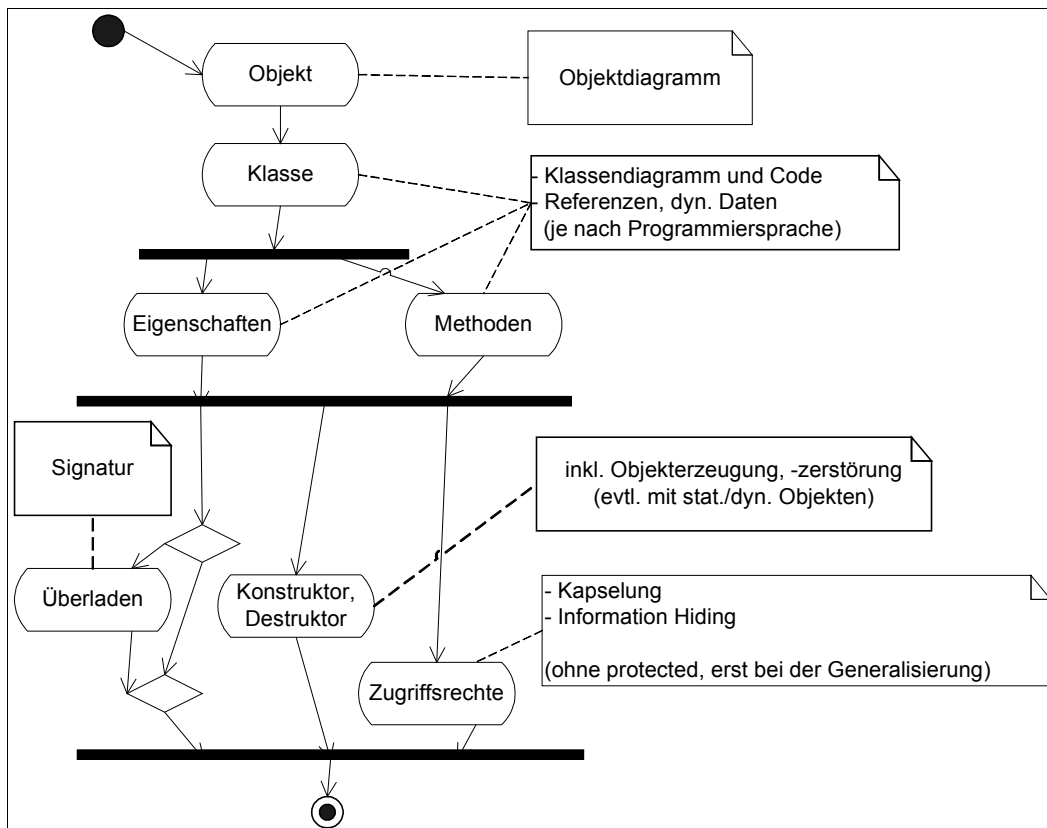 Objekt
Objektdiagramm
Klasse
- Klassendiagramm und Code
- Referenzen, dyn. Daten
(je nach Programmiersprache)
Eigenschaften
Methoden
Signatur
inkl. Objekterzeugung, -zerstörung
(evtl. mit stat./dyn. Objekten)
Überladen
Konstruktor,
Destruktor
- Kapselung
- Information Hiding
(ohne protected, erst bei der Generalisierung)
Zugriffsrechte